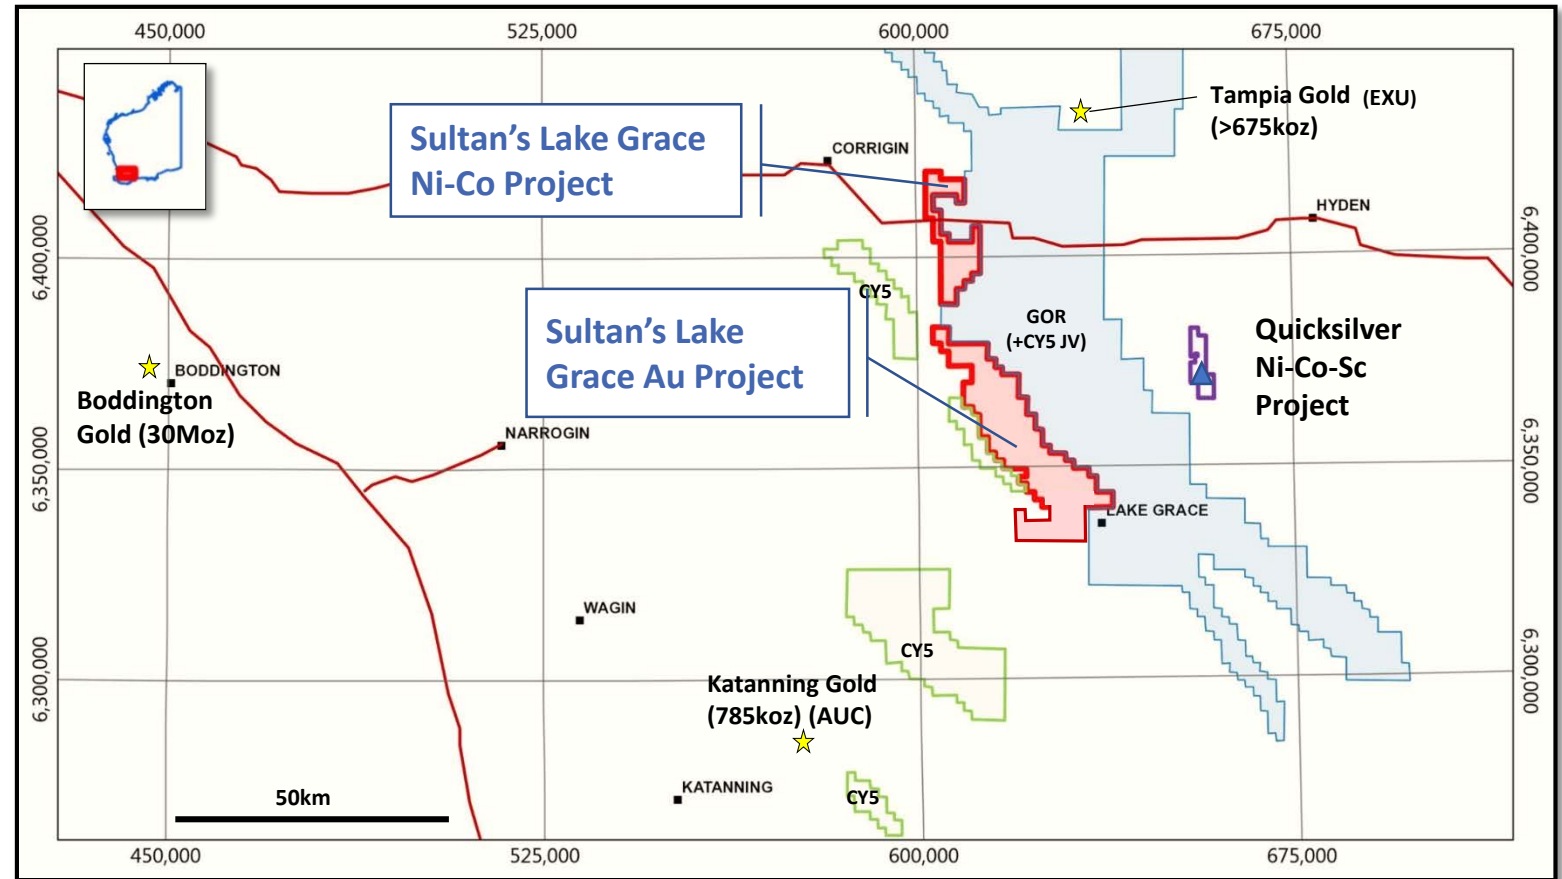 450,000
525,000
600,000
675,000
Tampia Gold (EXU)
(>675koz)
Sultan's Lake Grace
Ni-Co Project
CORRIGIN
HYDEN
6,400,000
6,400,000
CY5
Sultan's Lake
Grace Au Project
GOR
(+CY5 JV)
Quicksilver
Ni-Co-Sc
Project
BODDINGTON
Boddington
Gold (30Moz)
NARROGIN
6,350,000
6,350,000
LAKE GRACE
WAGIN
CY5
6,300,000
6,300,000
Katanning Gold
(785koz) (AUC)
KATANNING
CY5
50km
450,000
525,000
600,000
675,000